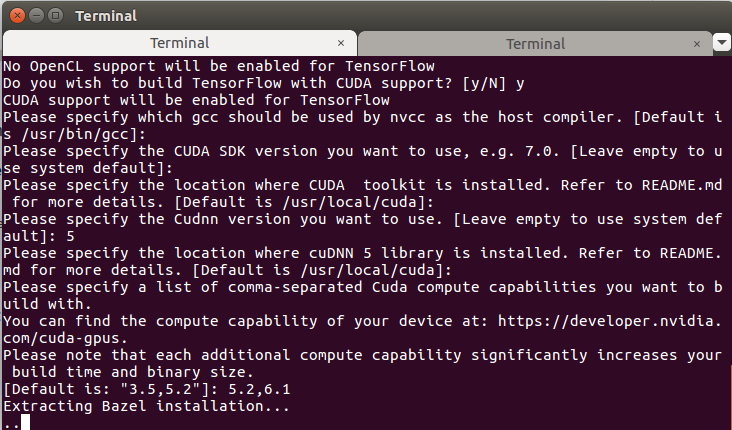 Terminal
Terminal × Terminal ×
No OpenCL support will be enabled for TensorFlow
Do you wish to build TensorFlow with CUDA support? [y/N] y
CUDA support will be enabled for TensorFlow
Please specify which gcc should be used by nvcc as the host compiler. [Default i
s /usr/bin/gcc]:
Please specify the CUDA SDK version you want to use, e.g. 7.0. [Leave empty to u
se system default]:
Please specify the location where CUDA  toolkit is installed. Refer to README.md
 for more details. [Default is /usr/local/cuda]:
Please specify the Cudnn version you want to use. [Leave empty to use system def
ault]: 5
Please specify the location where cuDNN 5 library is installed. Refer to README.
md for more details. [Default is /usr/local/cuda]:
Please specify a list of comma-separated Cuda compute capabilities you want to b
uild with.
You can find the compute capability of your device at: https://developer.nvidia.
com/cuda-gpus.
Please note that each additional compute capability significantly increases your
 build time and binary size.
[Default is: "3.5,5.2"]: 5.2,6.1
Extracting Bazel installation...
..